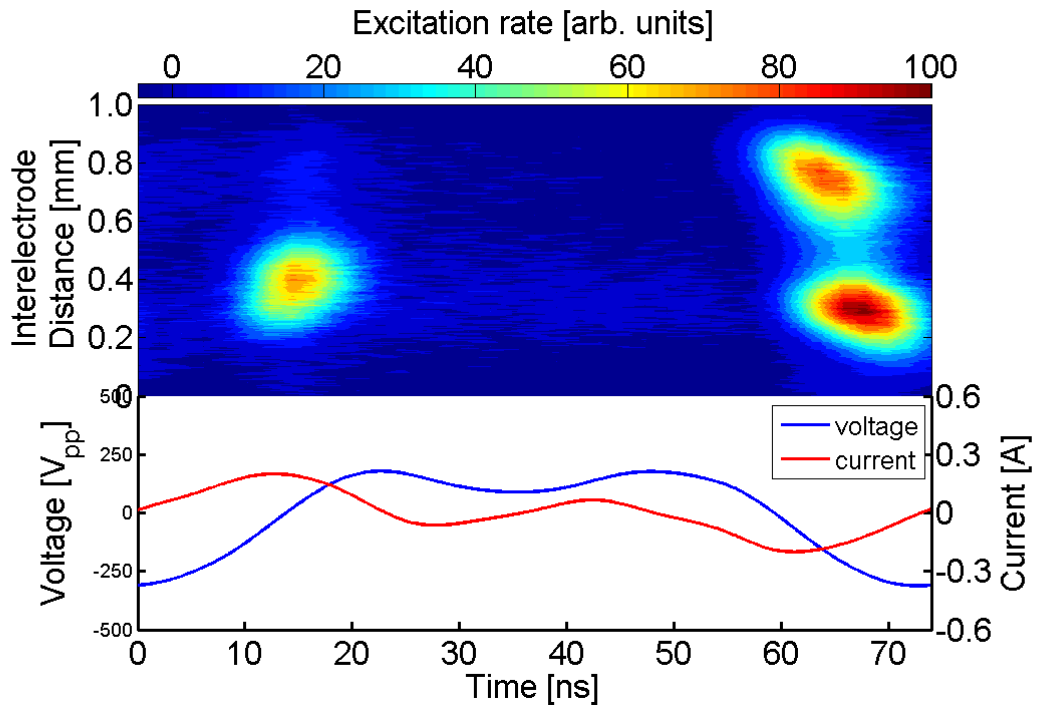 Excitation rate [arb. units]
0 20 40 60 80 100
Interelectrode
Distance [mm]
1.0
0.8
0.6
0.4
0.2
0
Voltage [Vpp]
500
250
0
-250
-500
voltage
current
0.6
0.3
0
-0.3
-0.6
Current [A]
0 10 20 30 40 50 60 70
Time [ns]